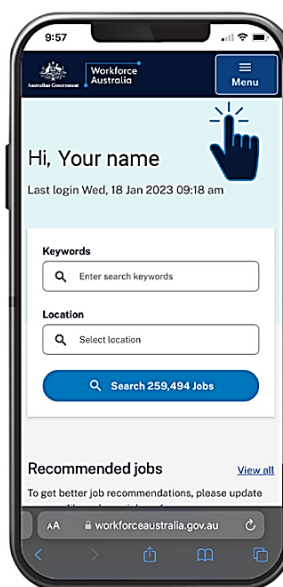 9:57
Australian Government
Workforce
Australia
Menu
Hi, Your name
Last login Wed, 18 Jan 2023 09:18 am
Keywords
Enter search keywords
Location
Select location
Search 259,494 Jobs
Recommended jobs View all
To get better job recommendations, please update
AA workforceaustralia.gov.au